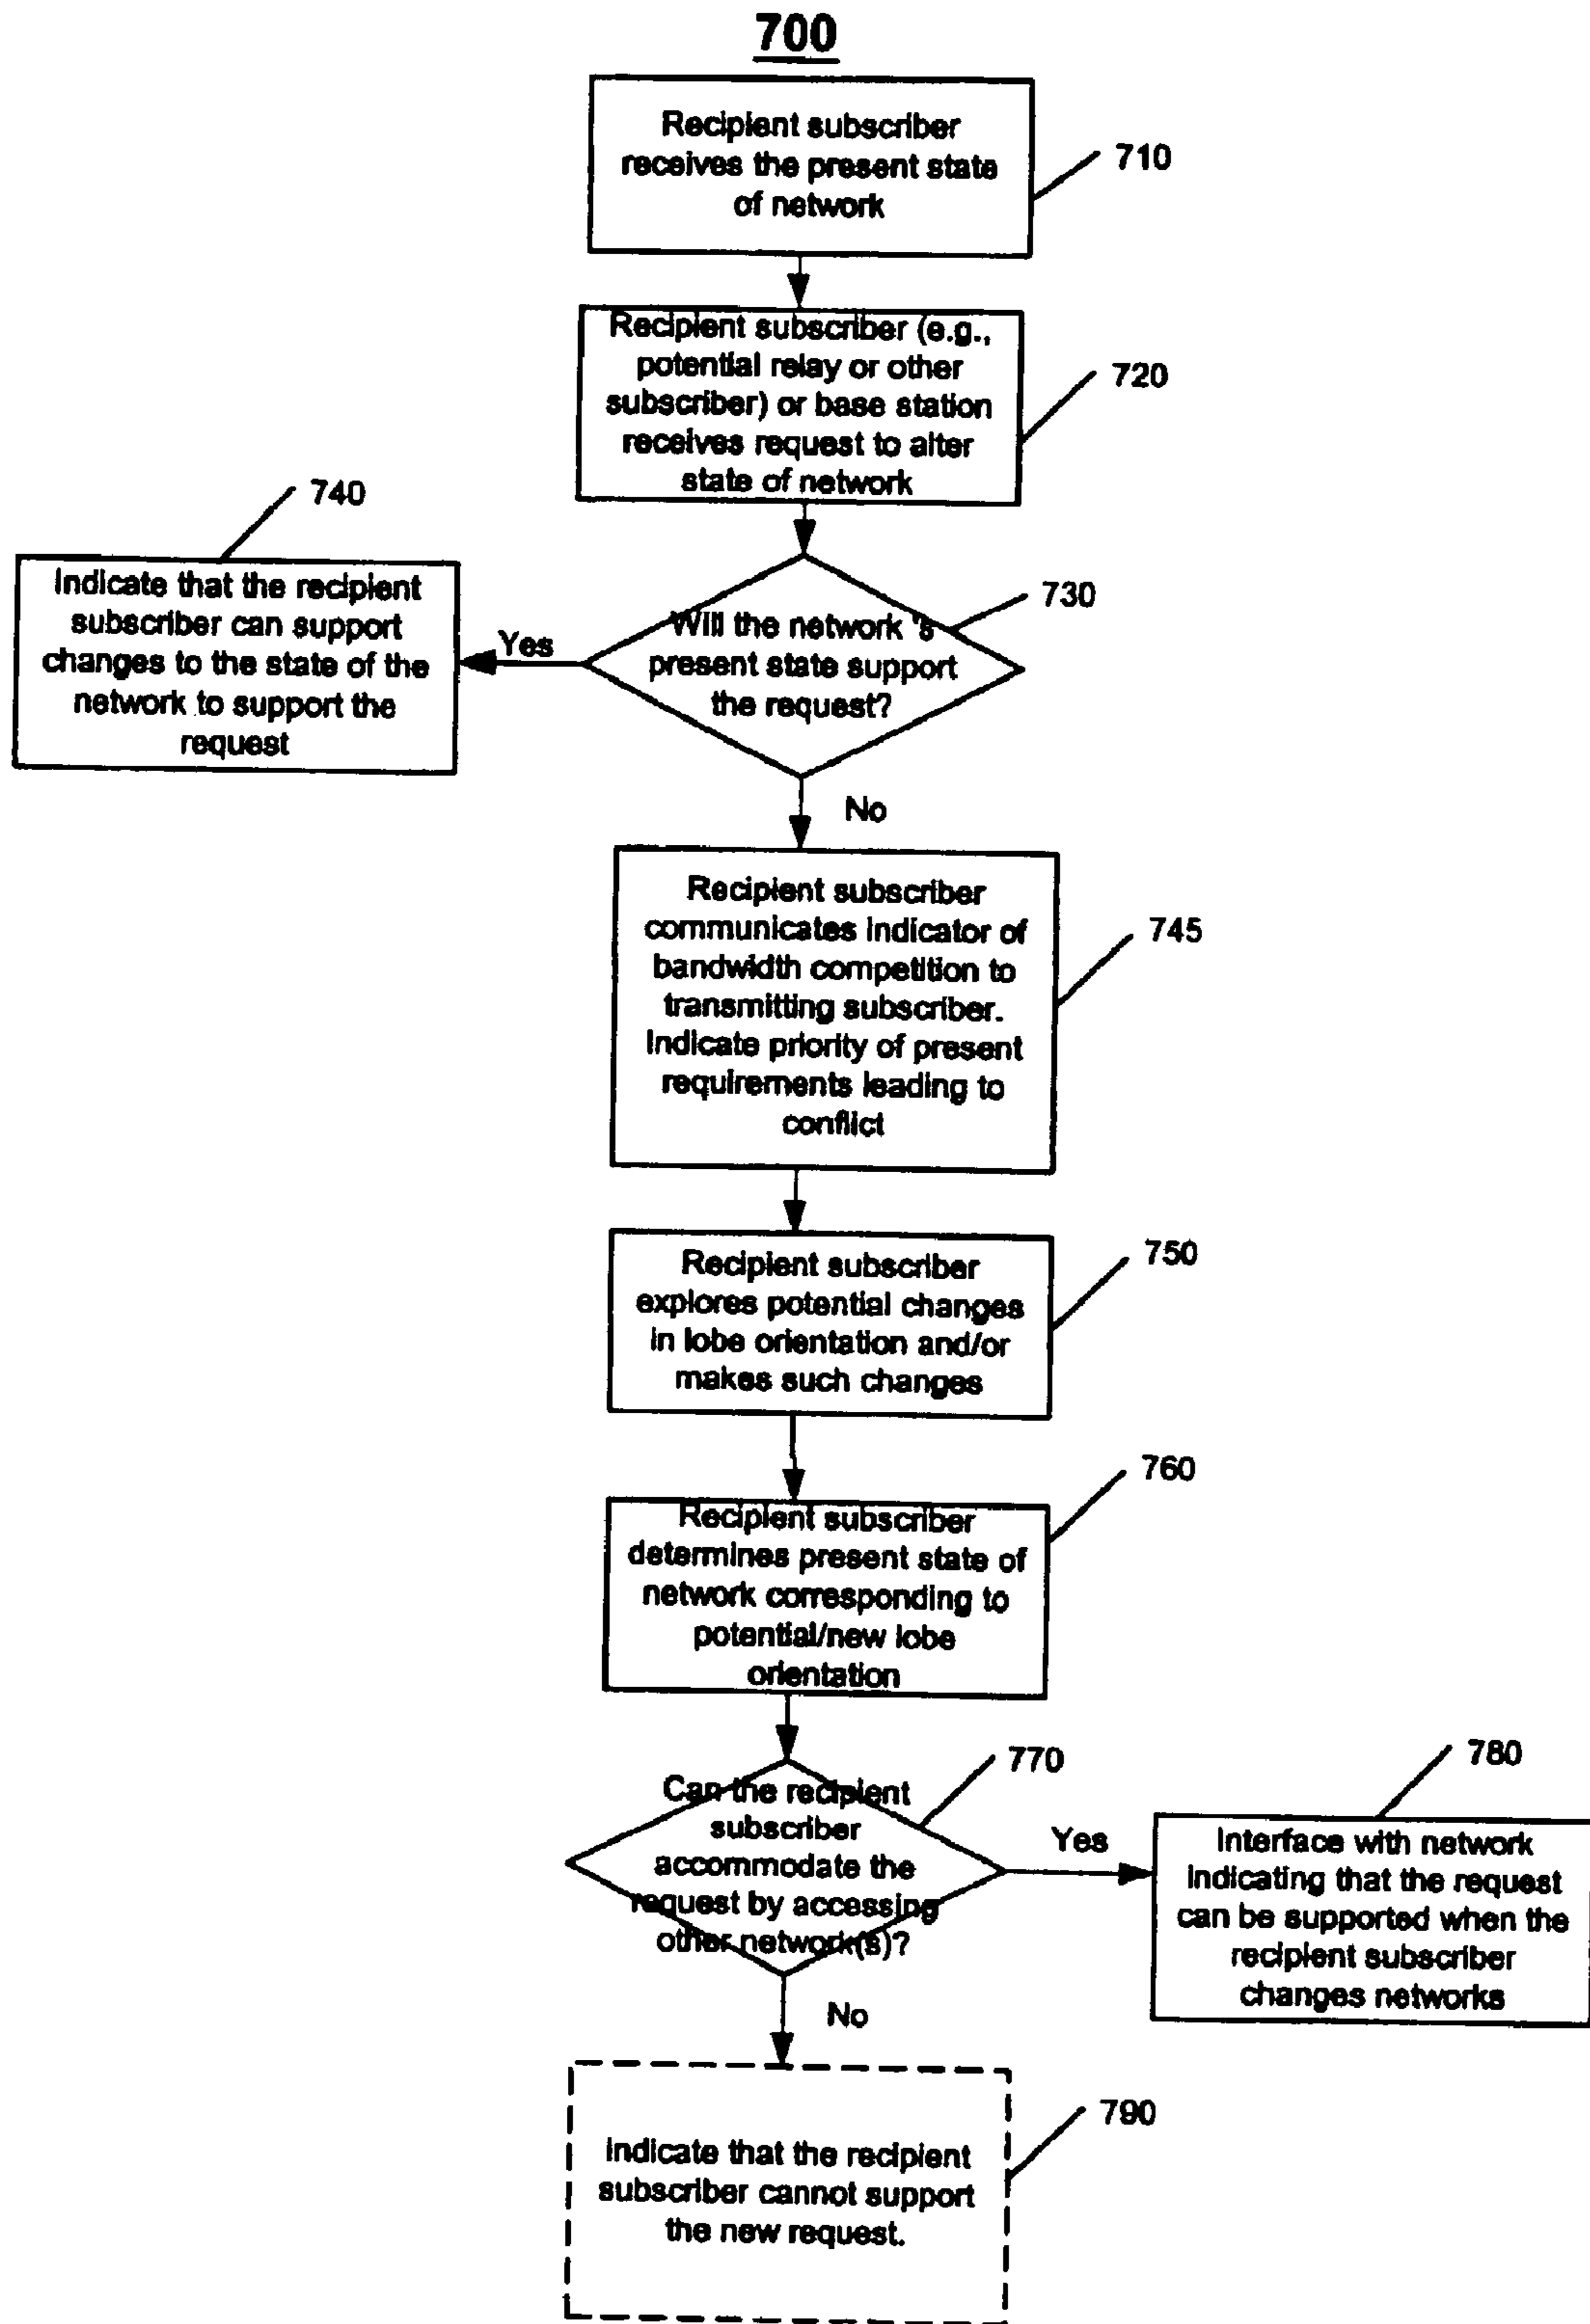 700
Recipient subscriber
receives the present state
of network
710
Recipient subscriber (e.g.,
potential relay or other
subscriber) or base station
receives request to alter
state of network
720
740
Indicate that the recipient
subscriber can support
changes to the state of the
network to support the
request
Yes
Will the network 's
present state support
the request?
730
No
Recipient subscriber
communicates indicator of
bandwidth competition to
transmitting subscriber.
Indicate priority of present
requirements leading to
conflict
745
Recipient subscriber
explores potential changes
in lobe orientation and/or
makes such changes
750
Recipient subscriber
determines present state of
network corresponding to
potential/new lobe
orientation
760
Can the recipient
subscriber
accommodate the
request by accessing
other network(s)?
770
Yes
780
Interface with network
indicating that the request
can be supported when the
recipient subscriber
changes networks
No
Indicate that the recipient
subscriber cannot support
the new request.
790